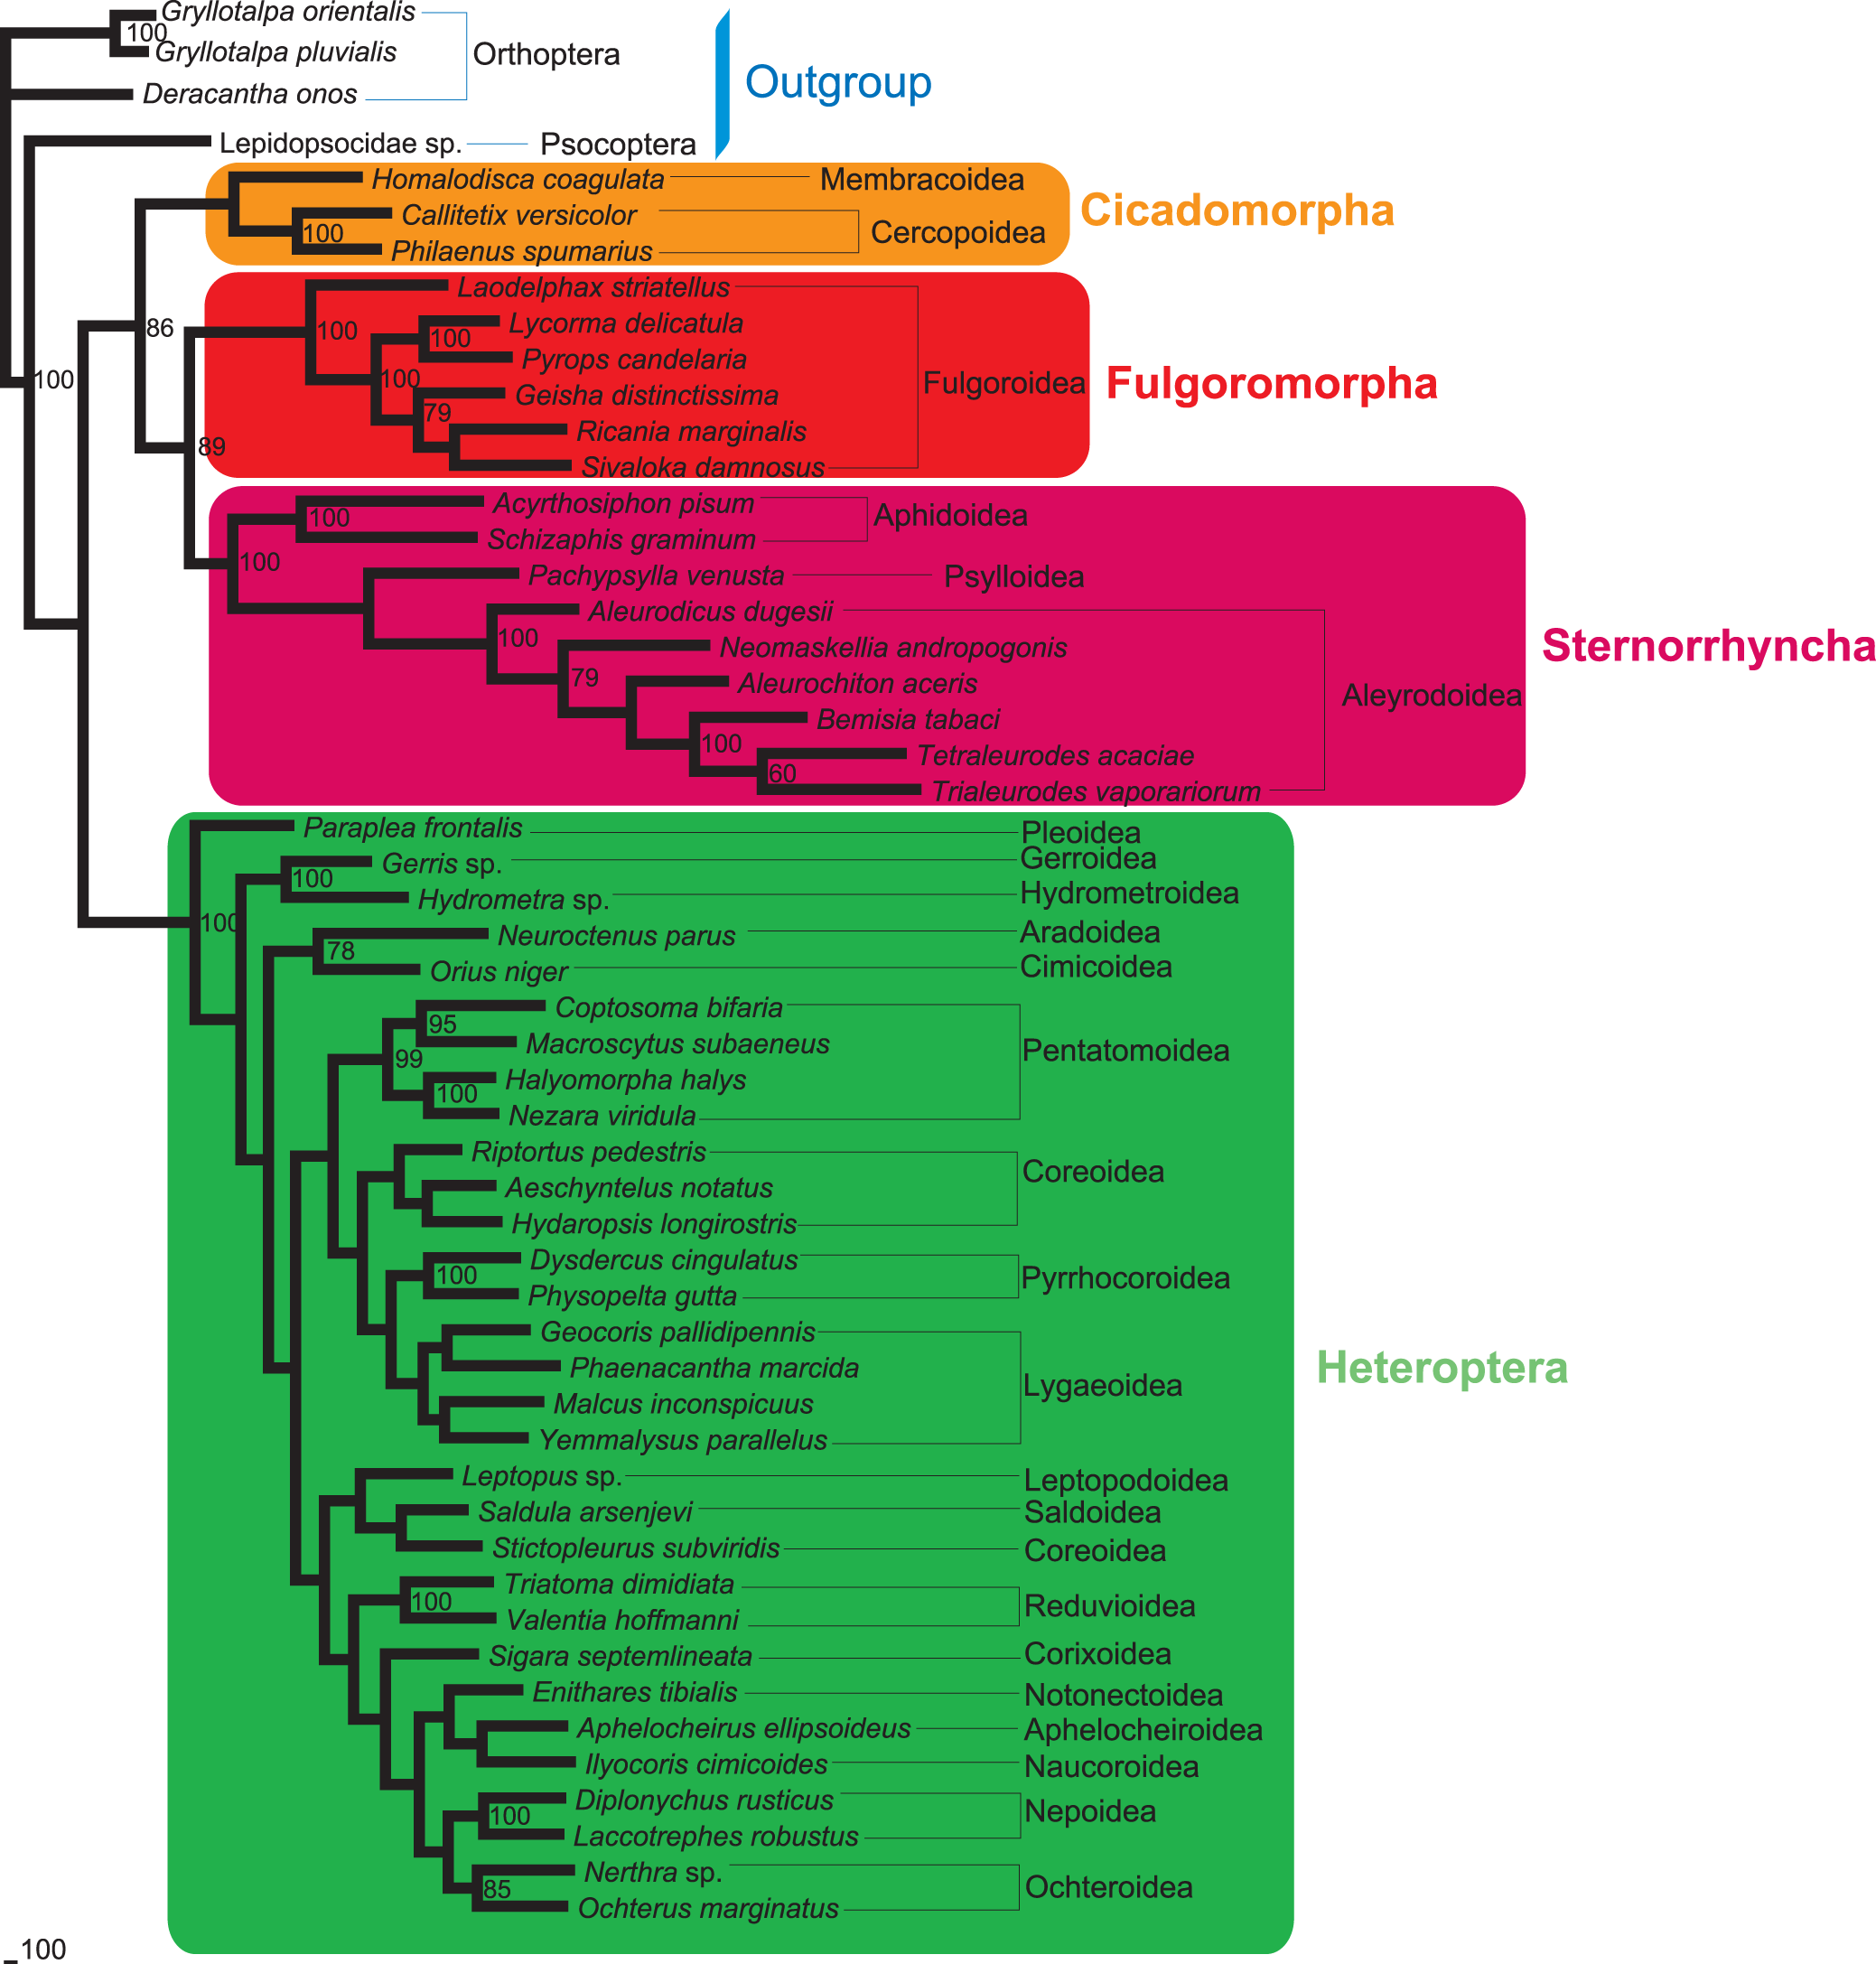 Gryllotalpa orientalis
100
Gryllotalpa pluvialis
Orthoptera
Outgroup
Deracantha onos
Lepidopsocidae sp.
Psocoptera
Homalodisca coagulata
Membracoidea
Cicadomorpha
Callitetix versicolor
100
Cercopoidea
Philaenus spumarius
Laodelphax striatellus
86
100
Lycorma delicatula
100
Pyrops candelaria
100
100
Fulgoroidea
Fulgoromorpha
Geisha distinctissima
79
Ricania marginalis
89
Sivaloka damnosus
Acyrthosiphon pisum
100
Aphidoidea
Schizaphis graminum
100
Pachypsylla venusta
Psylloidea
Aleurodicus dugesii
100
Neomaskellia andropogonis
Sternorrhyncha
79
Aleurochiton aceris
Aleyrodoidea
Bemisia tabaci
100
Tetraleurodes acaciae
60
Trialeurodes vaporariorum
Paraplea frontalis
Pleoidea
Gerris sp.
Gerroidea
100
Hydrometra sp.
Hydrometroidea
100
Neuroctenus parus
Aradoidea
78
Orius niger
Cimicoidea
Coptosoma bifaria
95
Macroscytus subaeneus
Pentatomoidea
99
Halyomorpha halys
100
Nezara viridula
Riptortus pedestris
Coreoidea
Aeschyntelus notatus
Hydaropsis longirostris
Dysdercus cingulatus
100
Pyrrhocoroidea
Physopelta gutta
Geocoris pallidipennis
Phaenacantha marcida
Heteroptera
Lygaeoidea
Malcus inconspicuus
Yemmalysus parallelus
Leptopus sp.
Leptopodoidea
Saldula arsenjevi
Saldoidea
Stictopleurus subviridis
Coreoidea
Triatoma dimidiata
100
Reduvioidea
Valentia hoffmanni
Sigara septemlineata
Corixoidea
Enithares tibialis
Notonectoidea
Aphelocheirus ellipsoideus
Aphelocheiroidea
Ilyocoris cimicoides
Naucoroidea
Diplonychus rusticus
100
Nepoidea
Laccotrephes robustus
Nerthra sp.
85
Ochteroidea
Ochterus marginatus
100